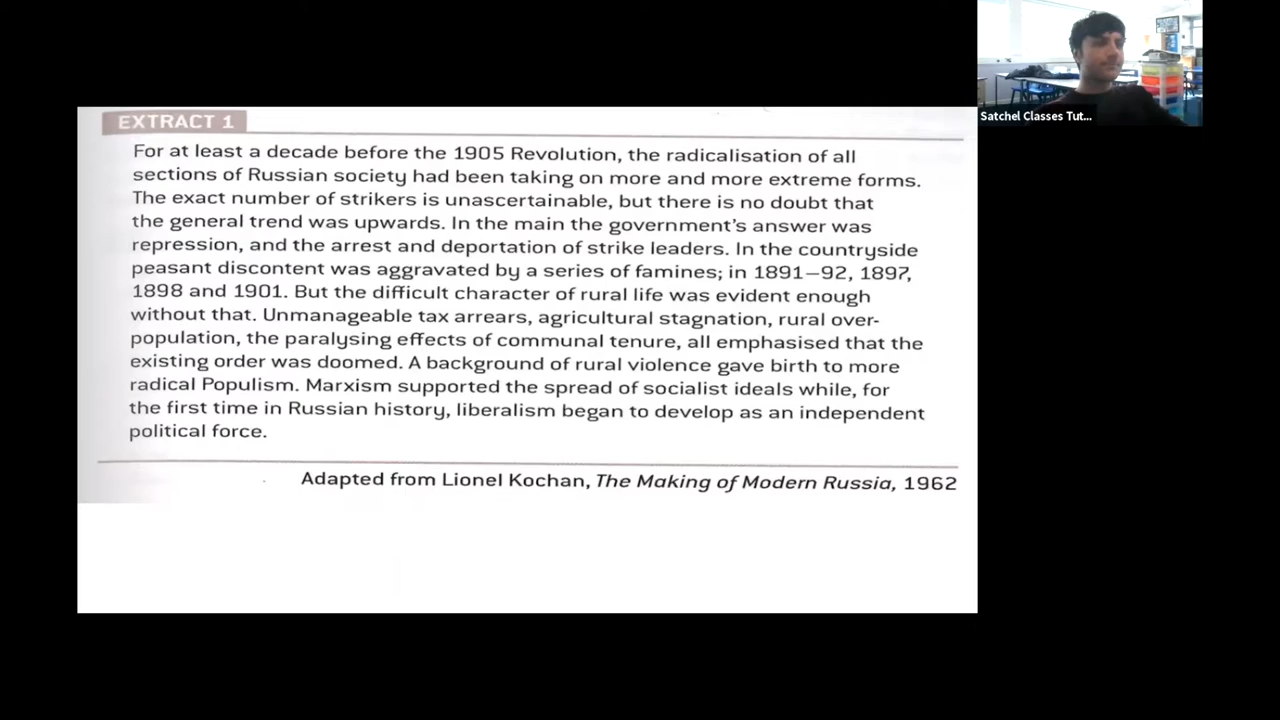 Satchel Classes Tut...
EXTRACT 1
For at least a decade before the 1905 Revolution, the radicalisation of all
sections of Russian society had been taking on more and more extreme forms.
The exact number of strikers is unascertainable, but there is no doubt that
the general trend was upwards. In the main the government's answer was
repression, and the arrest and deportation of strike leaders. In the countryside
peasant discontent was aggravated by a series of famines; in 1891–92, 1897,
1898 and 1901. But the difficult character of rural life was evident enough
without that. Unmanageable tax arrears, agricultural stagnation, rural over-
population, the paralysing effects of communal tenure, all emphasised that the
existing order was doomed. A background of rural violence gave birth to more
radical Populism. Marxism supported the spread of socialist ideals while, for
the first time in Russian history, liberalism began to develop as an independent
political force.
Adapted from Lionel Kochan, The Making of Modern Russia, 1962